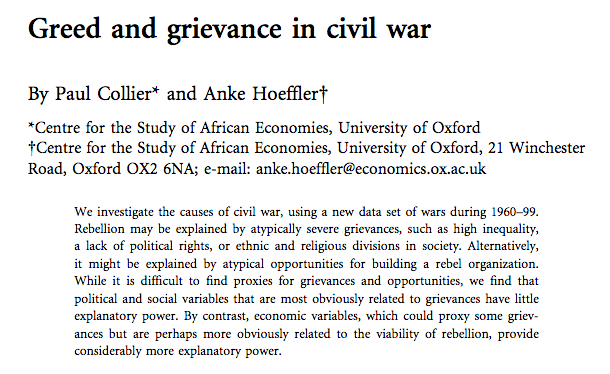 Greed and grievance in civil war
By Paul Collier* and Anke Hoeffler†
*Centre for the Study of African Economies, University of Oxford
†Centre for the Study of African Economies, University of Oxford, 21 Winchester
Road, Oxford OX2 6NA; e-mail: anke.hoeffler@economics.ox.ac.uk
We investigate the causes of civil war, using a new data set of wars during 1960–99.
Rebellion may be explained by atypically severe grievances, such as high inequality,
a lack of political rights, or ethnic and religious divisions in society. Alternatively,
it might be explained by atypical opportunities for building a rebel organization.
While it is difficult to find proxies for grievances and opportunities, we find that
political and social variables that are most obviously related to grievances have little
explanatory power. By contrast, economic variables, which could proxy some griev-
ances but are perhaps more obviously related to the viability of rebellion, provide
considerably more explanatory power.